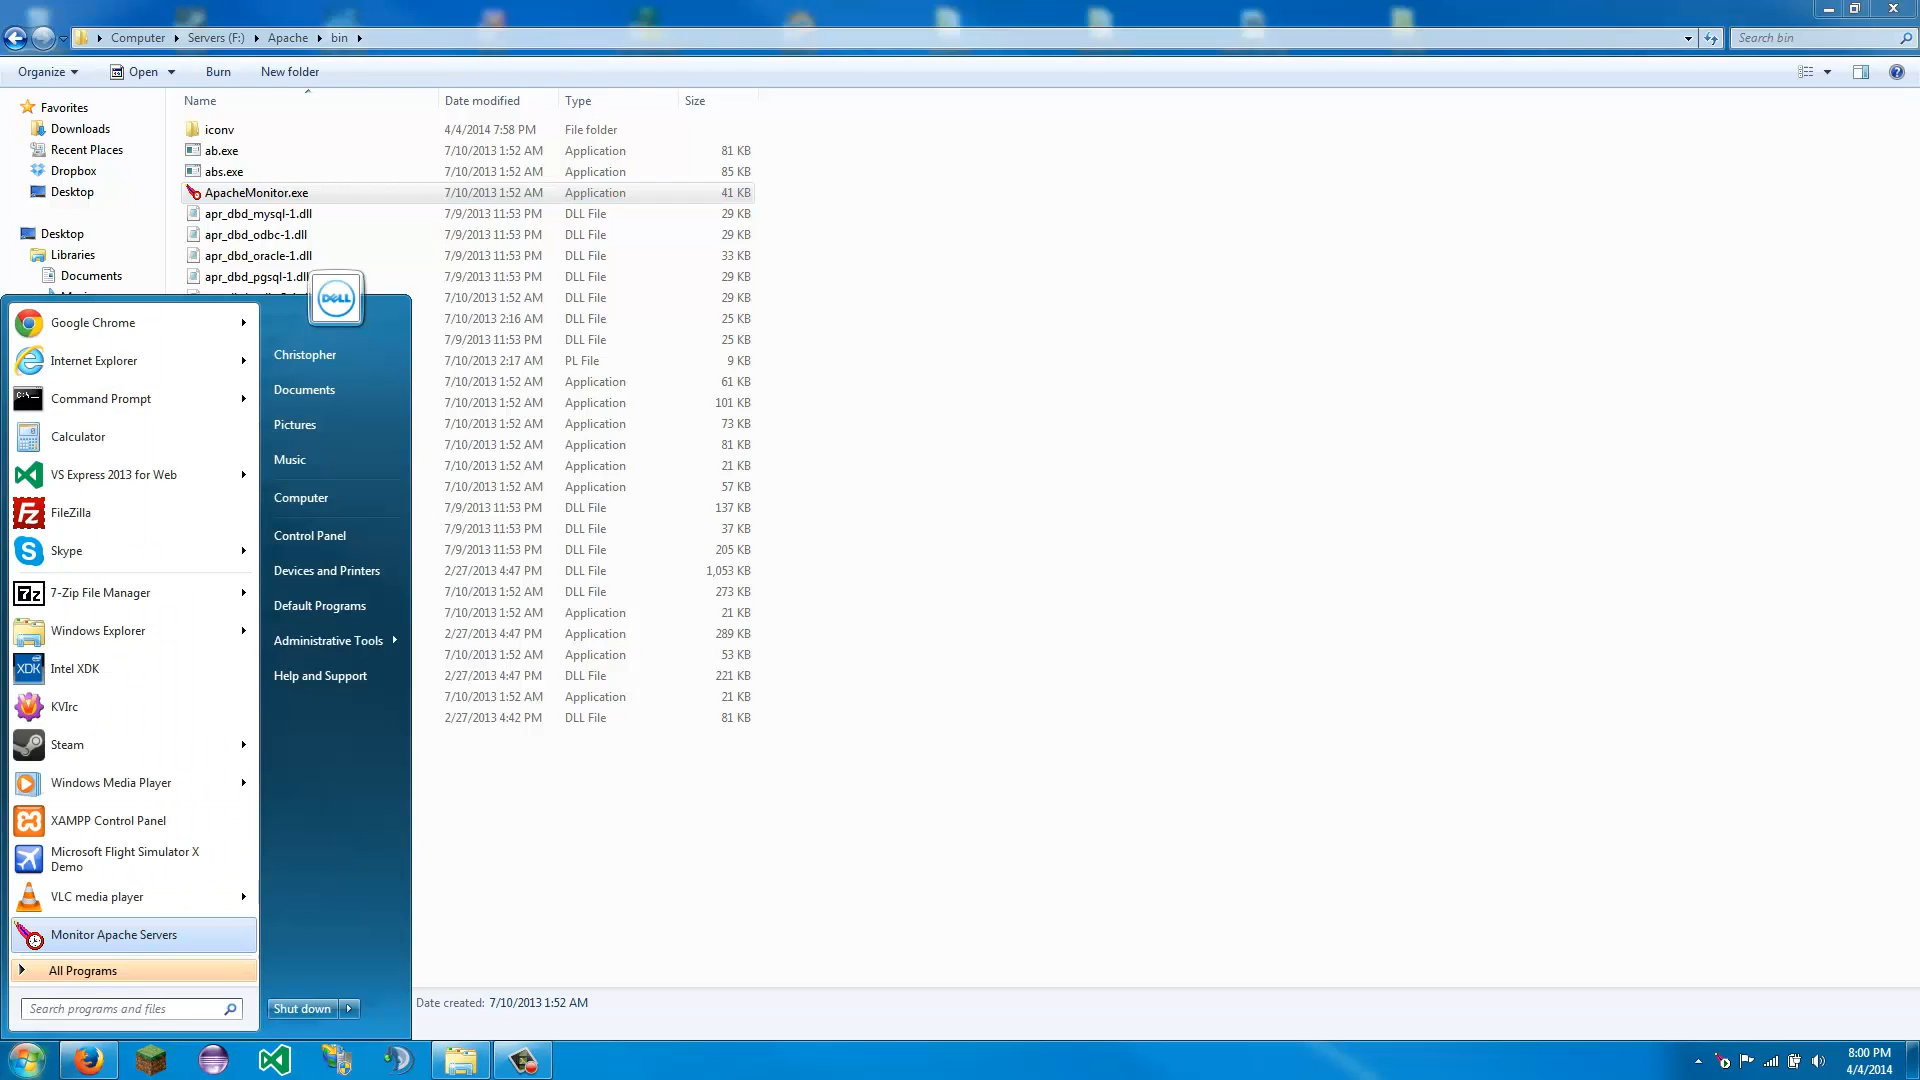 Computer Servers (F:) Apache bin
Search bin
Organize Open Burn New folder
Name Date modified Type Size
Favorites
Downloads
Recent Places
Dropbox
Desktop
Desktop
Libraries
Documents
iconv 4/4/2014 7:58 PM File folder
ab.exe 7/10/2013 1:52 AM Application 81 KB
abs.exe 7/10/2013 1:52 AM Application 85 KB
ApacheMonitor.exe 7/10/2013 1:52 AM Application 41 KB
apr_dbd_mysql-1.dll 7/9/2013 11:53 PM DLL File 29 KB
apr_dbd_odbc-1.dll 7/9/2013 11:53 PM DLL File 29 KB
apr_dbd_oracle-1.dll 7/9/2013 11:53 PM DLL File 33 KB
apr_dbd_pgsql-1.dll 7/9/2013 11:53 PM DLL File 29 KB
7/10/2013 1:52 AM DLL File 29 KB
7/10/2013 2:16 AM DLL File 25 KB
7/9/2013 11:53 PM DLL File 25 KB
7/10/2013 2:17 AM PL File 9 KB
7/10/2013 1:52 AM Application 61 KB
7/10/2013 1:52 AM Application 101 KB
7/10/2013 1:52 AM Application 73 KB
7/10/2013 1:52 AM Application 81 KB
7/10/2013 1:52 AM Application 21 KB
7/10/2013 1:52 AM Application 57 KB
7/9/2013 11:53 PM DLL File 137 KB
7/9/2013 11:53 PM DLL File 37 KB
7/9/2013 11:53 PM DLL File 205 KB
2/27/2013 4:47 PM DLL File 1,053 KB
7/10/2013 1:52 AM DLL File 273 KB
7/10/2013 1:52 AM Application 21 KB
2/27/2013 4:47 PM Application 289 KB
7/10/2013 1:52 AM Application 53 KB
2/27/2013 4:47 PM DLL File 221 KB
7/10/2013 1:52 AM Application 21 KB
2/27/2013 4:42 PM DLL File 81 KB
DELL
Google Chrome
Internet Explorer
Command Prompt
Calculator
VS Express 2013 for Web
FileZilla
Skype
7-Zip File Manager
Windows Explorer
Intel XDK
KVIrc
Steam
Windows Media Player
XAMPP Control Panel
Microsoft Flight Simulator X
Demo
VLC media player
Monitor Apache Servers
All Programs
Search programs and files
Christopher
Documents
Pictures
Music
Computer
Control Panel
Devices and Printers
Default Programs
Administrative Tools
Help and Support
Shut down
Date created: 7/10/2013 1:52 AM
8:00 PM
4/4/2014